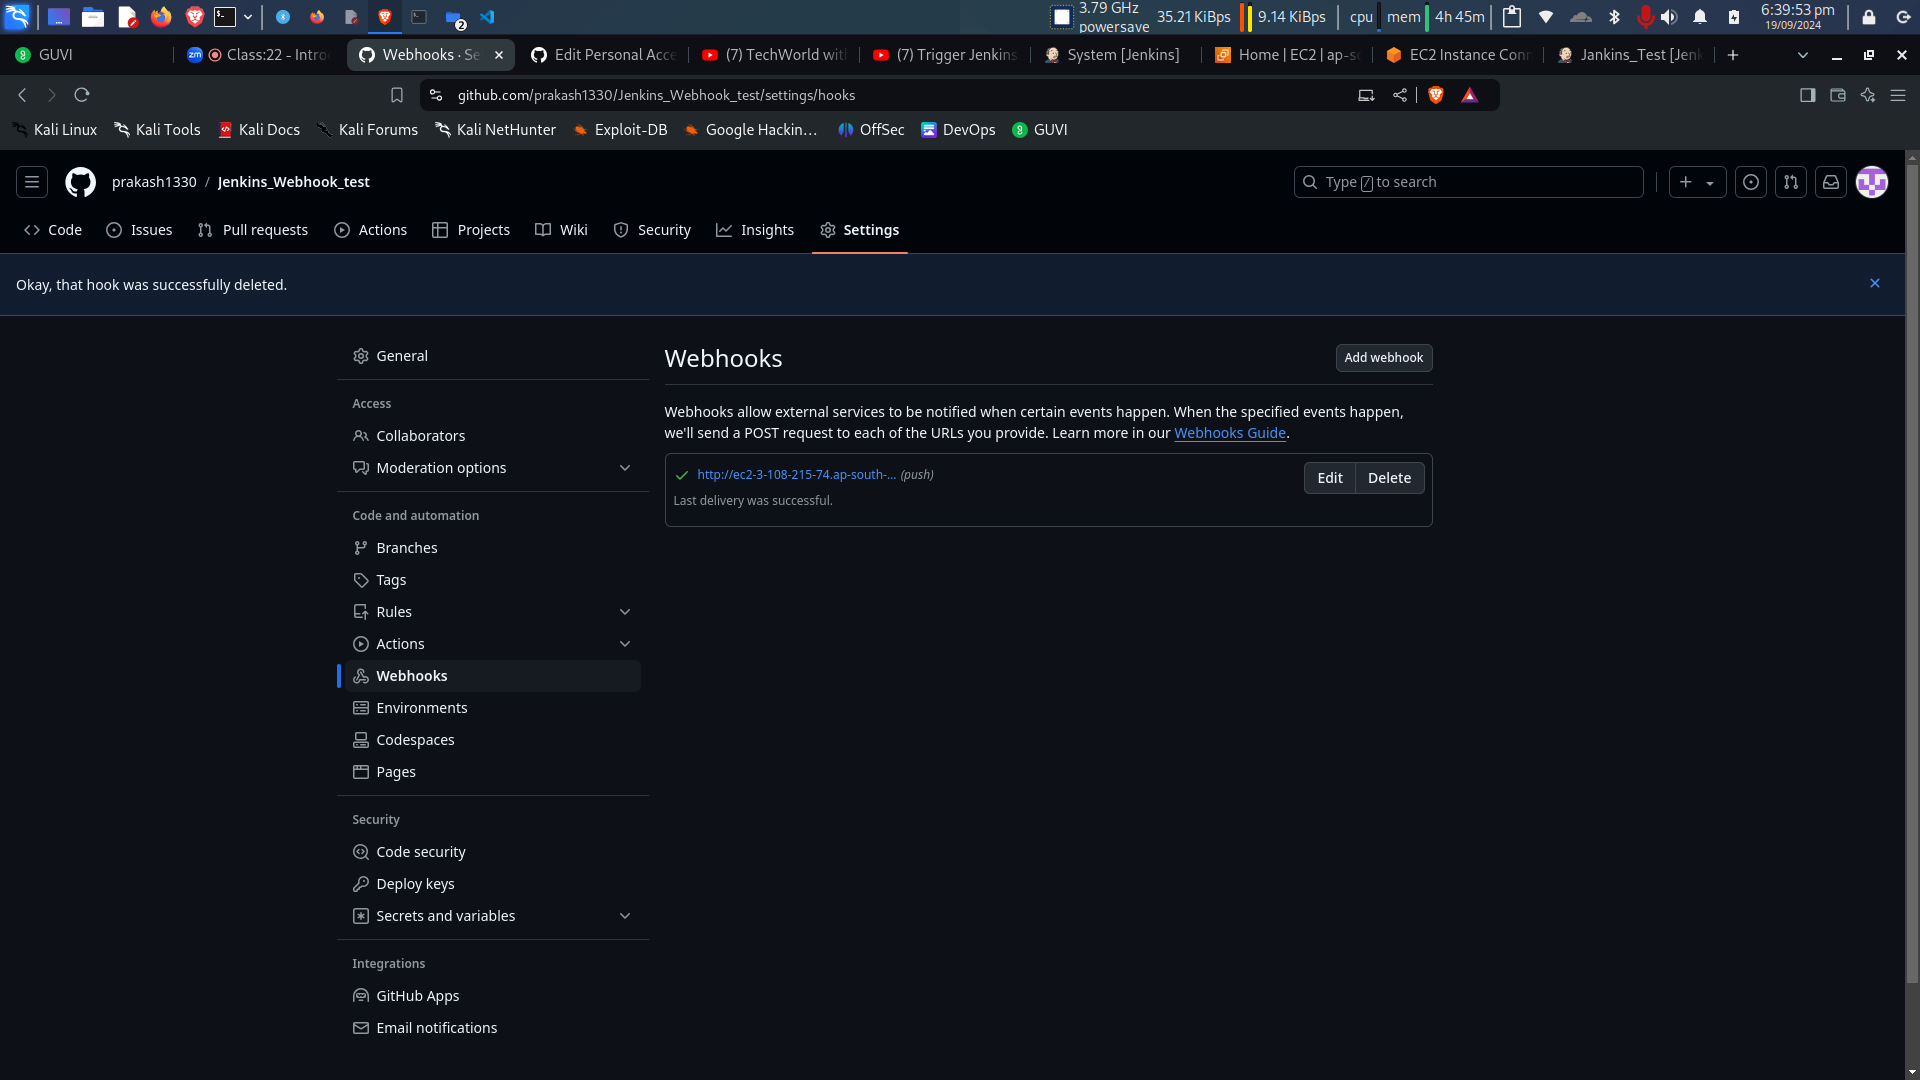 3.79 GHz
powersave
35.21 KiBps
9.14 KiBps
cpu
mem
4h 45m
6:39:53 pm
19/09/2024
2
GUVI
Class:22 - Intro
Webhooks · Se
Edit Personal Acce
(7) TechWorld with
(7) Trigger Jenkins
System [Jenkins]
Home | EC2 | ap-so
EC2 Instance Conn
Jankins_Test [Jenk
github.com/prakash1330/Jenkins_Webhook_test/settings/hooks
Kali Linux
Kali Tools
Kali Docs
Kali Forums
Kali NetHunter
Exploit-DB
Google Hackin…
OffSec
DevOps
GUVI
prakash1330 / Jenkins_Webhook_test
Type / to search
Code
Issues
Pull requests
Actions
Projects
Wiki
Security
Insights
Settings
Okay, that hook was successfully deleted.
General
Access
Collaborators
Moderation options
Code and automation
Branches
Tags
Rules
Actions
Webhooks
Environments
Codespaces
Pages
Security
Code security
Deploy keys
Secrets and variables
Integrations
GitHub Apps
Email notifications
Webhooks
Add webhook
Webhooks allow external services to be notified when certain events happen. When the specified events happen,
we'll send a POST request to each of the URLs you provide. Learn more in our Webhooks Guide.
http://ec2-3-108-215-74.ap-south-... (push)
Edit
Delete
Last delivery was successful.